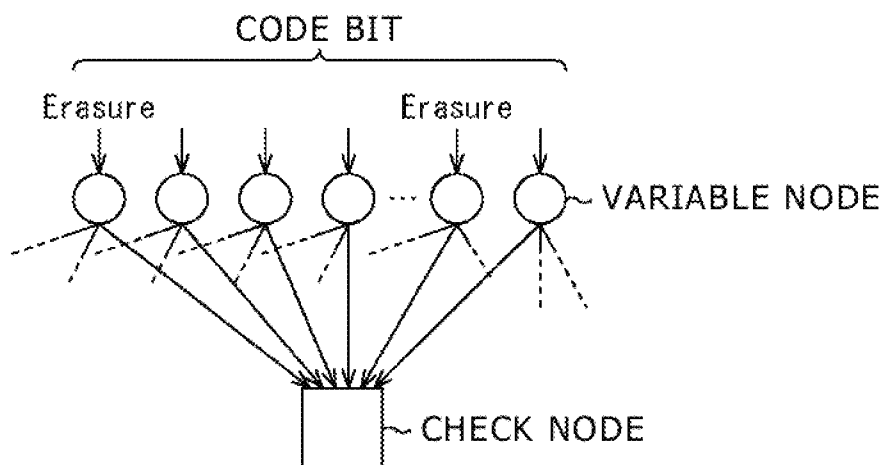 CODE BIT
Erasure Erasure
... VARIABLE NODE
CHECK NODE